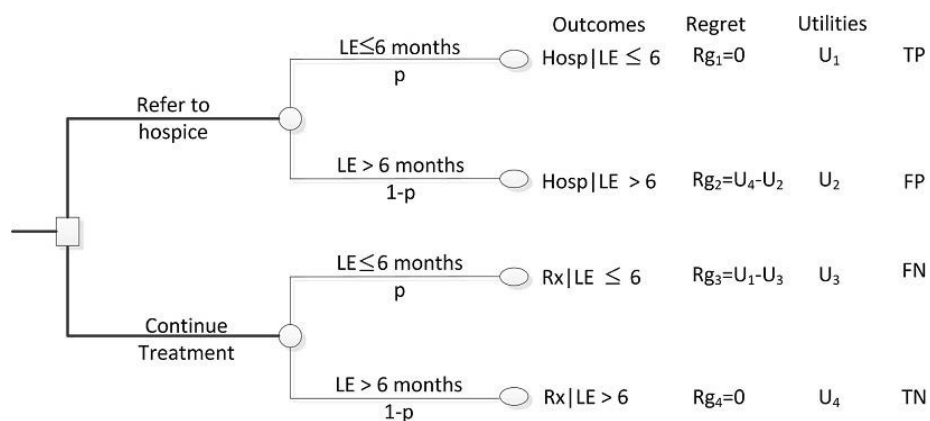 Outcomes Regret Utilities
LE≤6 months
p
Hosp|LE ≤ 6 Rg₁=0 U₁ TP
Refer to
hospice
LE > 6 months
1-p
Hosp|LE > 6 Rg₂=U₄-U₂ U₂ FP
LE≤6 months
p
Rx|LE ≤ 6 Rg₃=U₁-U₃ U₃ FN
Continue
Treatment
LE > 6 months
1-p
Rx|LE > 6 Rg₄=0 U₄ TN